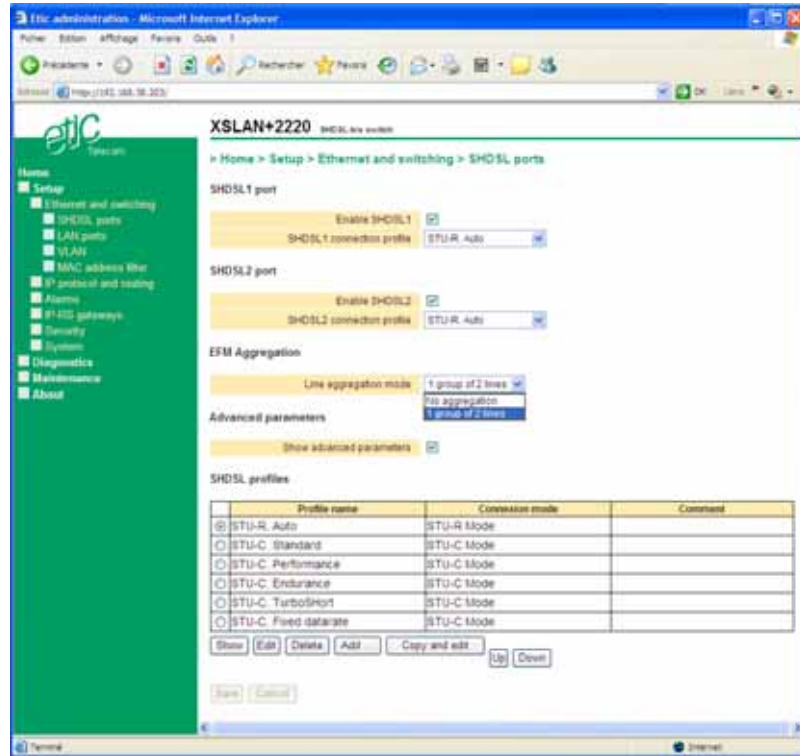 Etic administration - Microsoft Internet Explorer
Fichier Edition Affichage Favoris Outils ?
Précédente Rechercher Favoris
OK
etic
Telecom
XSLAN+2220
> Home > Setup > Ethernet and switching > SHDSL ports
Home
Setup
Ethernet and switching
SHDSL ports
LAN ports
VLAN
MAC address filter
IP protocol and routing
Alarms
IP-RS gateways
Security
System
Diagnostics
Maintenance
About
SHDSL1 port
Enable SHDSL1
SHDSL1 connection profile STU-R. Auto
SHDSL2 port
Enable SHDSL2
SHDSL2 connection profile STU-R. Auto
EFM Aggregation
Line aggregation mode 1 group of 2 lines
No aggregation
1 group of 2 lines
Advanced parameters
Show advanced parameters
SHDSL profiles
Profile name Connexion mode Comment
STU-R. Auto STU-R Mode
STU-C. Standard STU-C Mode
STU-C. Performance STU-C Mode
STU-C. Endurance STU-C Mode
STU-C. TurboSHort STU-C Mode
STU-C. Fixed datarate STU-C Mode
Show Edit Delete Add ... Copy and edit Up Down
Save Cancel
Terminé Internet